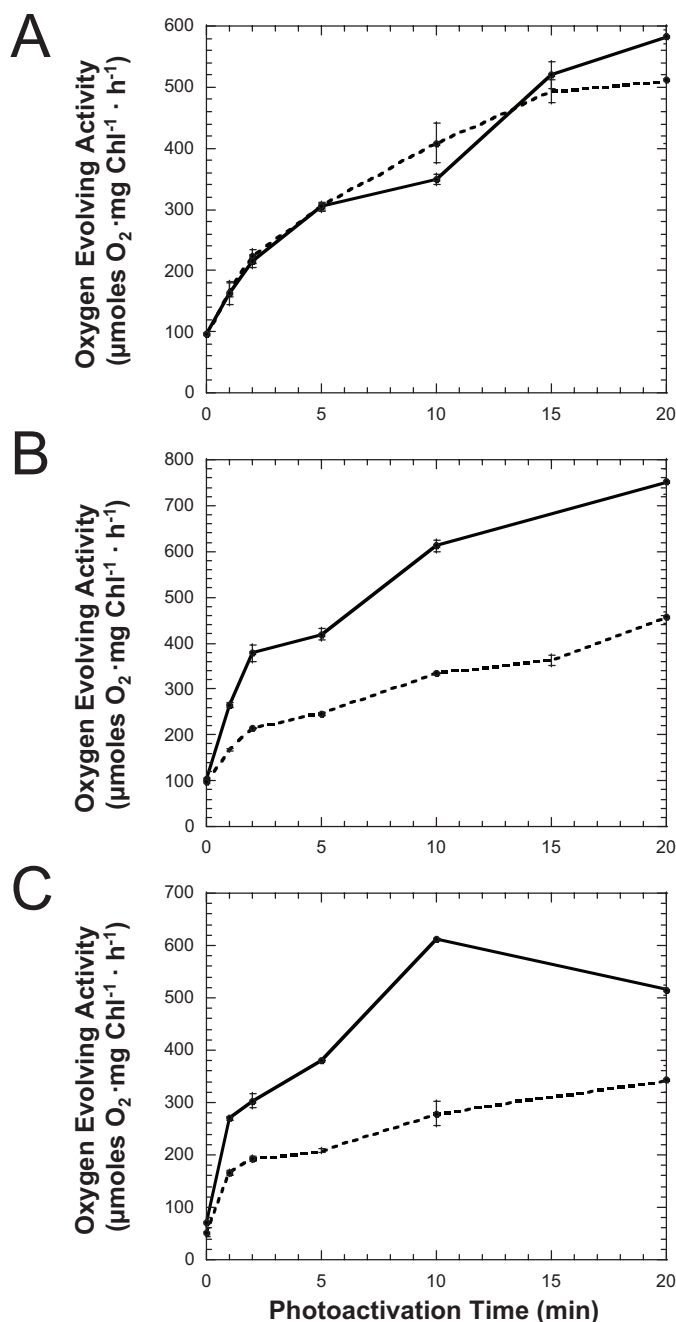 A
Oxygen Evolving Activity
(µmoles O₂·mg Chl⁻¹ · h⁻¹)
600
500
400
300
200
100
0
0 5 10 15 20
B
Oxygen Evolving Activity
(µmoles O₂·mg Chl⁻¹ · h⁻¹)
800
700
600
500
400
300
200
100
0
0 5 10 15 20
C
Oxygen Evolving Activity
(µmoles O₂·mg Chl⁻¹ · h⁻¹)
700
600
500
400
300
200
100
0
0 5 10 15 20
Photoactivation Time (min)